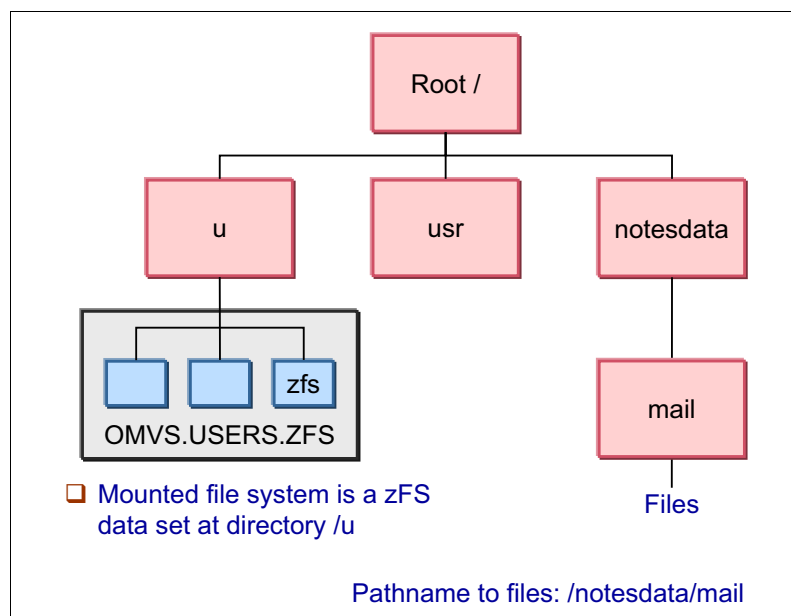 Root /
u
usr
notesdata
zfs
OMVS.USERS.ZFS
mail
Mounted file system is a zFS
data set at directory /u
Files
Pathname to files: /notesdata/mail